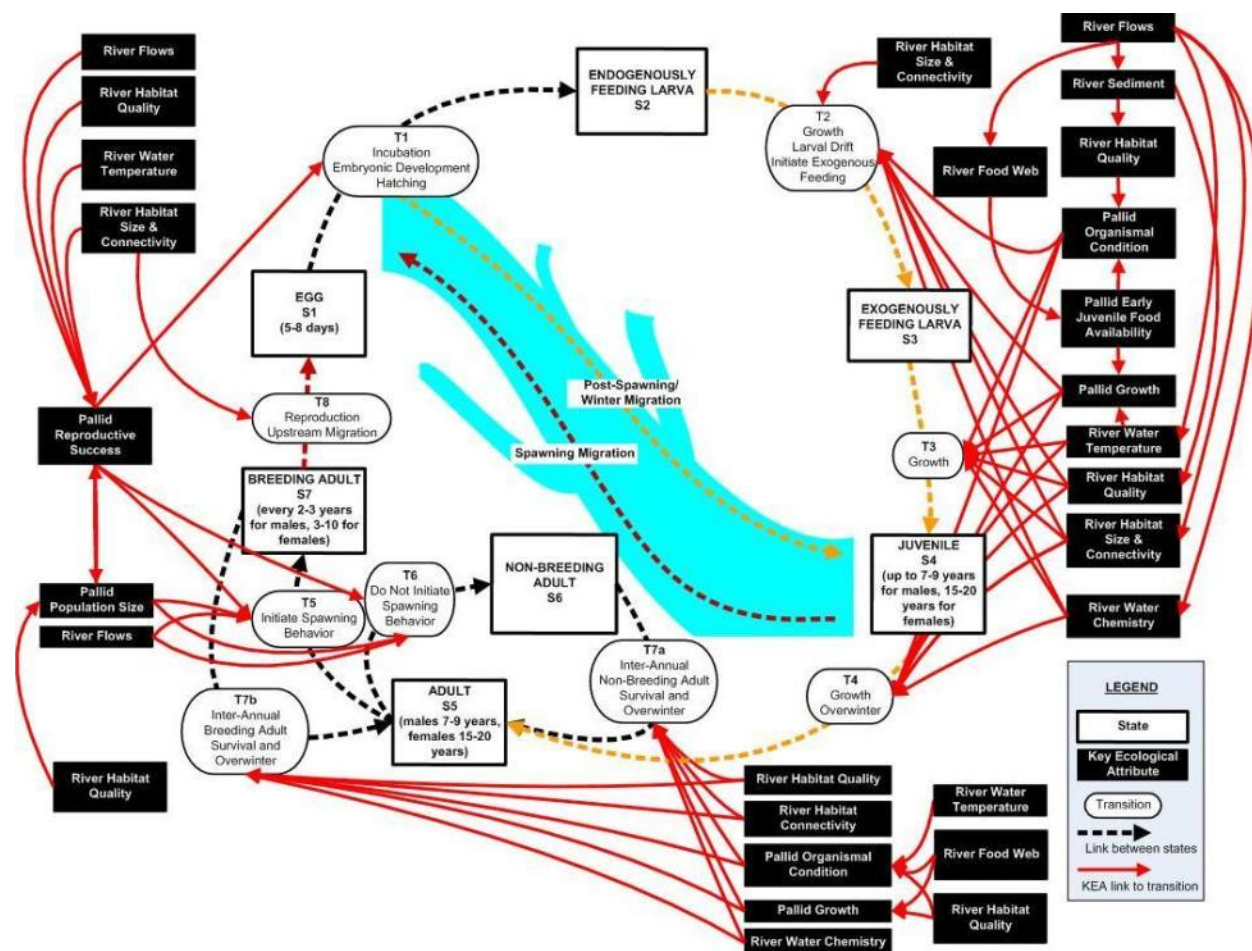 River Flows
River Habitat
Quality
River Water
Temperature
River Habitat
Size &
Connectivity
Pallid
Reproductive
Success
Pallid
Population Size
River Flows
River Habitat
Quality
T1
Incubation
Embryonic Development
Hatching
EGG
S1
(5-8 days)
T8
Reproduction
Upstream Migration
BREEDING ADULT
S7
(every 2-3 years
for males, 3-10 for
females)
T5
Initiate Spawning
Behavior
T6
Do Not Initiate
Spawning
Behavior
T7b
Inter-Annual
Breeding Adult
Survival and
Overwinter
ADULT
S5
(males 7-9 years,
females 15-20
years)
NON-BREEDING
ADULT
S6
T7a
Inter-Annual
Non-Breeding Adult
Survival and
Overwinter
Post-Spawning/
Winter Migration
Spawning Migration
ENDOGENOUSLY
FEEDING LARVA
S2
T2
Growth
Larval Drift
Initiate Exogenous
Feeding
EXOGENOUSLY
FEEDING LARVA
S3
T3
Growth
JUVENILE
S4
(up to 7-9 years
for males, 15-20
years for
females)
T4
Growth
Overwinter
River Habitat
Size &
Connectivity
River Flows
River Sediment
River Habitat
Quality
River Food Web
Pallid
Organismal
Condition
Pallid Early
Juvenile Food
Availability
Pallid Growth
River Water
Temperature
River Habitat
Quality
River Habitat
Size &
Connectivity
River Water
Chemistry
River Habitat Quality
River Habitat
Connectivity
Pallid Organismal
Condition
Pallid Growth
River Water Chemistry
River Water
Temperature
River Food Web
River Habitat
Quality
LEGEND
State
Key Ecological
Attribute
Transition
Link between states
KEA link to transition